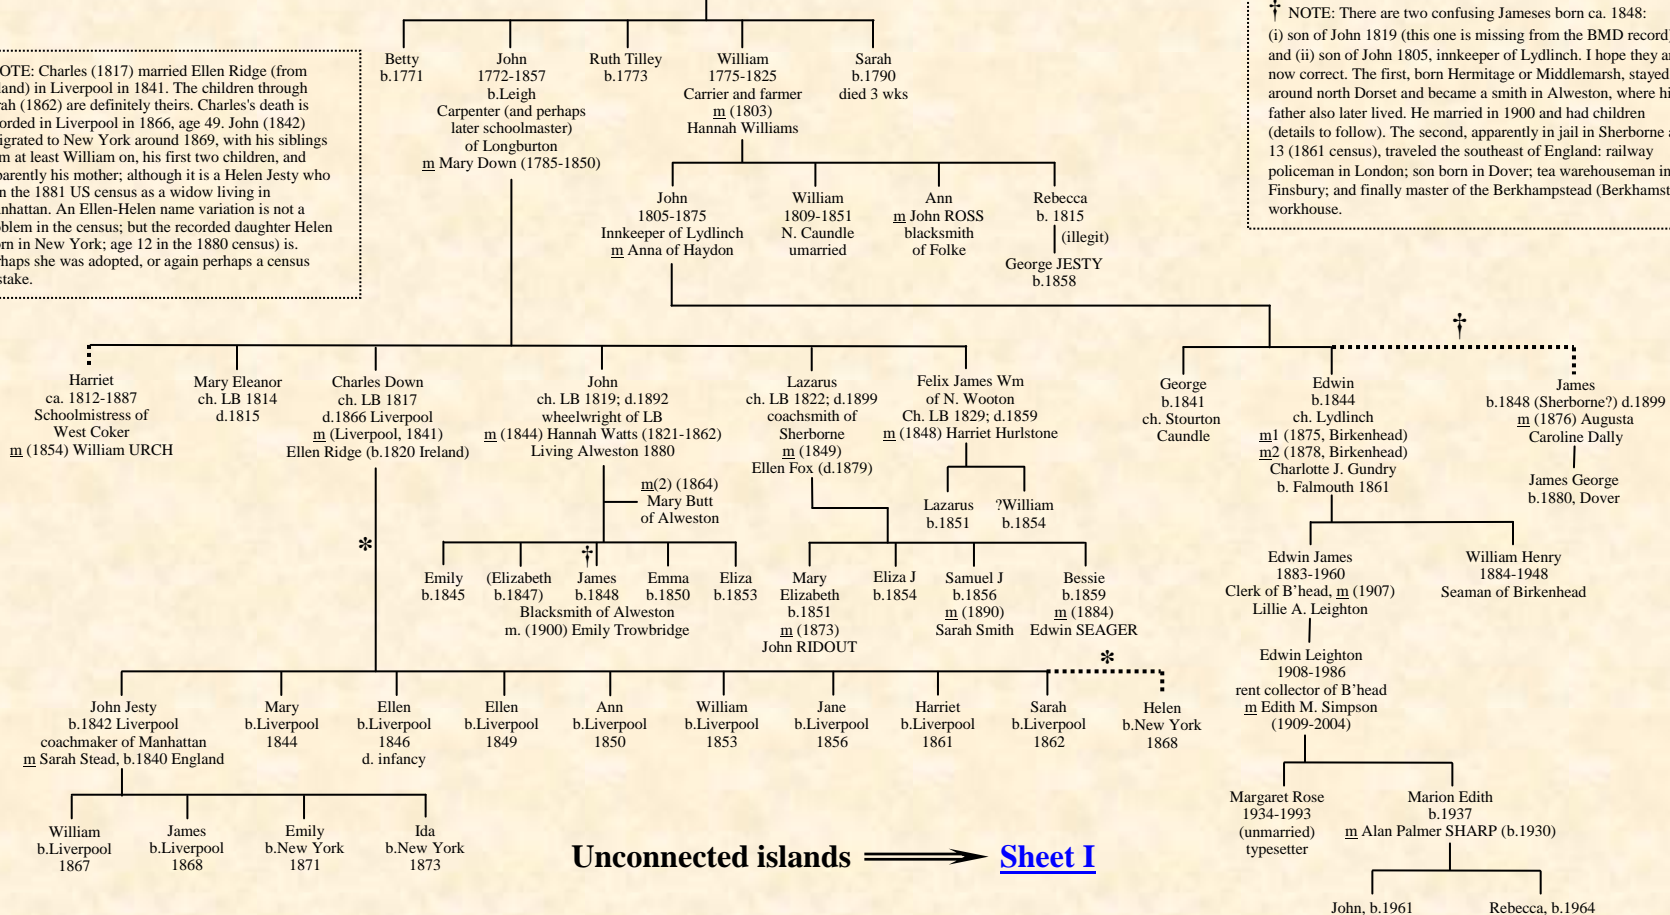 † NOTE: There are two confusing Jameses born ca. 1848:
(i) son of John 1819 (this one is missing from the BMD record)
and (ii) son of John 1805, innkeeper of Lydlinch. I hope they
now correct. The first, born Hermitage or Middlemarsh, stayed
around north Dorset and became a smith in Alweston, where
father also later lived. He married in 1900 and had children
(details to follow). The second, apparently in jail in Sherborne
13 (1861 census), traveled the southeast of England: railway
policeman in London; son born in Dover; tea warehouseman in
Finsbury; and finally master of the Berkhampstead
workhouse.
OTE: Charles (1817) married Ellen Ridge (from
land) in Liverpool in 1841. The children through
rah (1862) are definitely theirs. Charles's death is
orded in Liverpool in 1866, age 49. John (1842)
igrated to New York around 1869, with his siblings
m at least William on, his first two children, and
parently his mother; although it is a Helen Jesty who
n the 1881 US census as a widow living in
nhattan. An Ellen-Helen name variation is not a
blem in the census; but the recorded daughter Helen
rn in New York; age 12 in the 1880 census) is.
rhaps she was adopted, or again perhaps a census
stake.
Betty
b.1771
John
1772-1857
b.Leigh
Carpenter (and perhaps
later schoolmaster)
of Longburton
m Mary Down (1785-1850)
Ruth Tilley
b.1773
William
1775-1825
Carrier and farmer
m (1803)
Hannah Williams
Sarah
b.1790
died 3 wks
John
1805-1875
Innkeeper of Lydlinch
m Anna of Haydon
William
1809-1851
N. Caundle
umarried
Ann
m John ROSS
blacksmith
of Folke
Rebecca
b. 1815
(illegit)
George JESTY
b.1858
†
Harriet
ca. 1812-1887
Schoolmistress of
West Coker
m (1854) William URCH
Mary Eleanor
ch. LB 1814
d.1815
Charles Down
ch. LB 1817
d.1866 Liverpool
m (Liverpool, 1841)
Ellen Ridge (b.1820 Ireland)
John
ch. LB 1819; d.1892
wheelwright of LB
m (1844) Hannah Watts (1821-1862)
Living Alweston 1880
m(2) (1864)
Mary Butt
of Alweston
Lazarus
ch. LB 1822; d.1899
coachsmith of
Sherborne
m (1849)
Ellen Fox (d.1879)
Felix James Wm
of N. Wooton
Ch. LB 1829; d.1859
m (1848) Harriet Hurlstone
Lazarus
b.1851
?William
b.1854
George
b.1841
ch. Stourton
Caundle
Edwin
b.1844
ch. Lydlinch
m1 (1875, Birkenhead)
m2 (1878, Birkenhead)
Charlotte J. Gundry
b. Falmouth 1861
James
b.1848 (Sherborne?) d.1899
m (1876) Augusta
Caroline Dally
James George
b.1880, Dover
*
Emily
b.1845
(Elizabeth
b.1847)
†
James
b.1848
Blacksmith of Alweston
m. (1900) Emily Trowbridge
Emma
b.1850
Eliza
b.1853
Mary
Elizabeth
b.1851
m (1873)
John RIDOUT
Eliza J
b.1854
Samuel J
b.1856
m (1890)
Sarah Smith
Bessie
b.1859
m (1884)
Edwin SEAGER
Edwin James
1883-1960
Clerk of B’head, m (1907)
Lillie A. Leighton
William Henry
1884-1948
Seaman of Birkenhead
Edwin Leighton
1908-1986
rent collector of B’head
m Edith M. Simpson
(1909-2004)
*
John Jesty
b.1842 Liverpool
coachmaker of Manhattan
m Sarah Stead, b.1840 England
Mary
b.Liverpool
1844
Ellen
b.Liverpool
1846
d. infancy
Ellen
b.Liverpool
1849
Ann
b.Liverpool
1850
William
b.Liverpool
1853
Jane
b.Liverpool
1856
Harriet
b.Liverpool
1861
Sarah
b.Liverpool
1862
Helen
b.New York
1868
William
b.Liverpool
1867
James
b.Liverpool
1868
Emily
b.New York
1871
Ida
b.New York
1873
Margaret Rose
1934-1993
(unmarried)
typesetter
Marion Edith
b.1937
m Alan Palmer SHARP (b.1930)
Unconnected islands ⟹ Sheet I
John, b.1961
Rebecca, b.1964